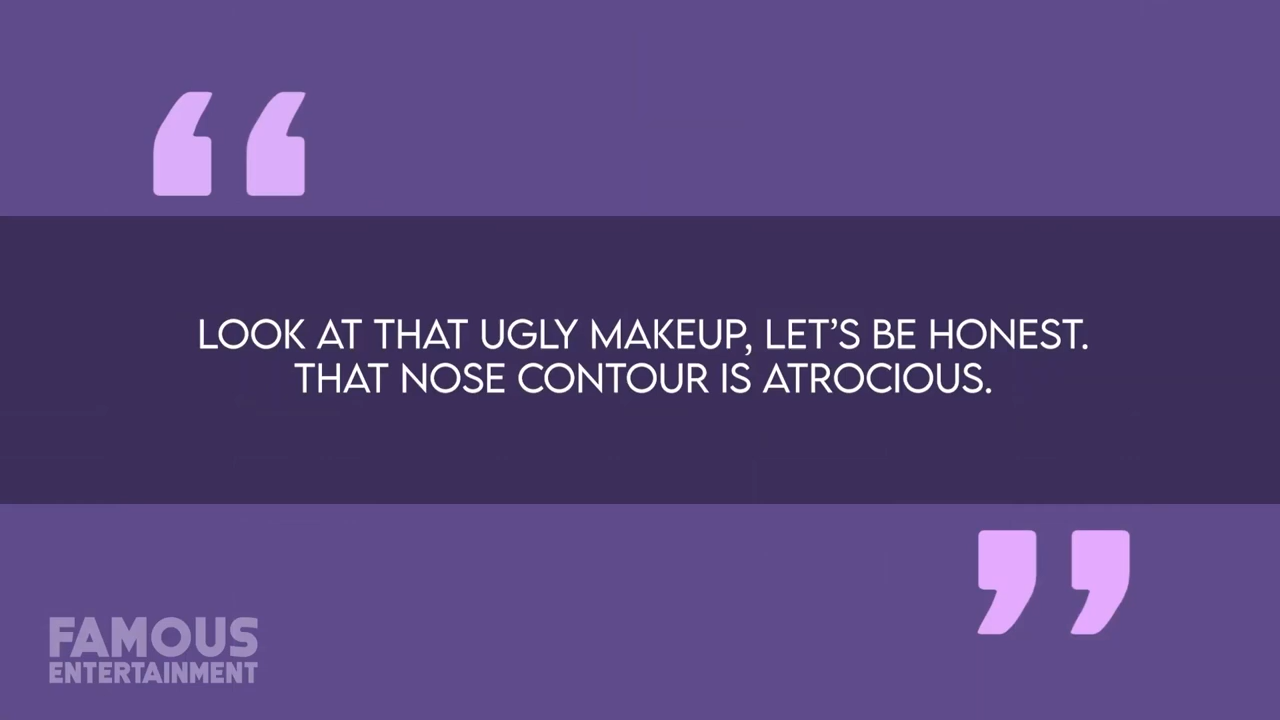 “
LOOK AT THAT UGLY MAKEUP, LET’S BE HONEST.
THAT NOSE CONTOUR IS ATROCIOUS.
”
FAMOUS
ENTERTAINMENT